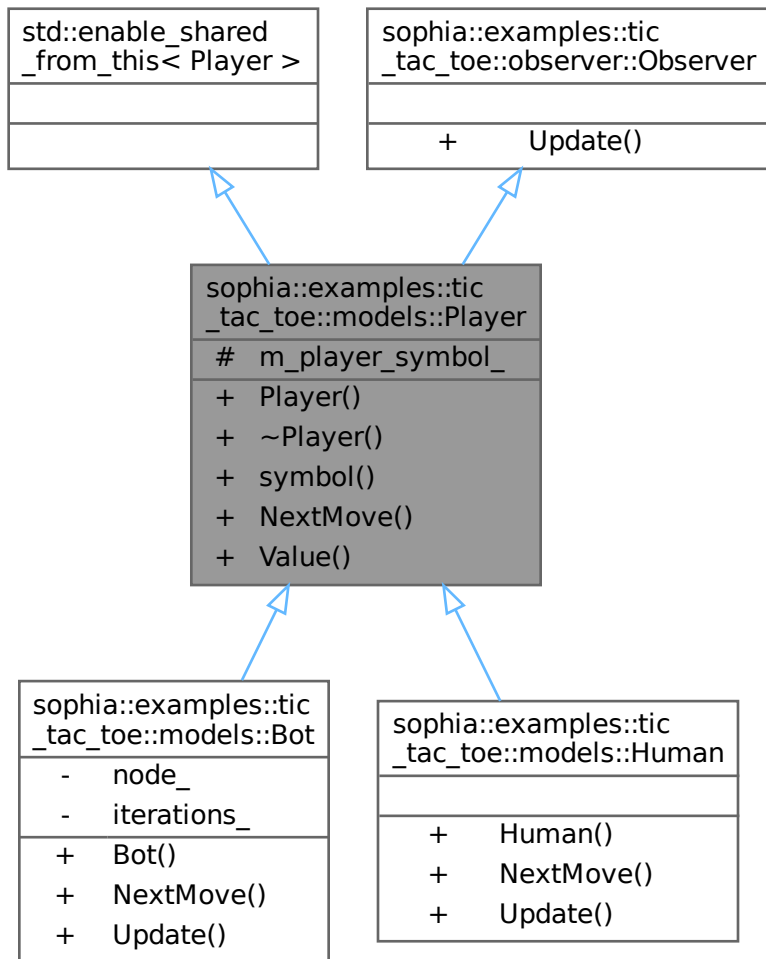 std::enable_shared
_from_this< Player >
sophia::examples::tic
_tac_toe::observer::Observer
+ Update()
sophia::examples::tic
_tac_toe::models::Player
# m_player_symbol_
+ Player()
+ ~Player()
+ symbol()
+ NextMove()
+ Value()
sophia::examples::tic
_tac_toe::models::Bot
- node_
- iterations_
+ Bot()
+ NextMove()
+ Update()
sophia::examples::tic
_tac_toe::models::Human
+ Human()
+ NextMove()
+ Update()